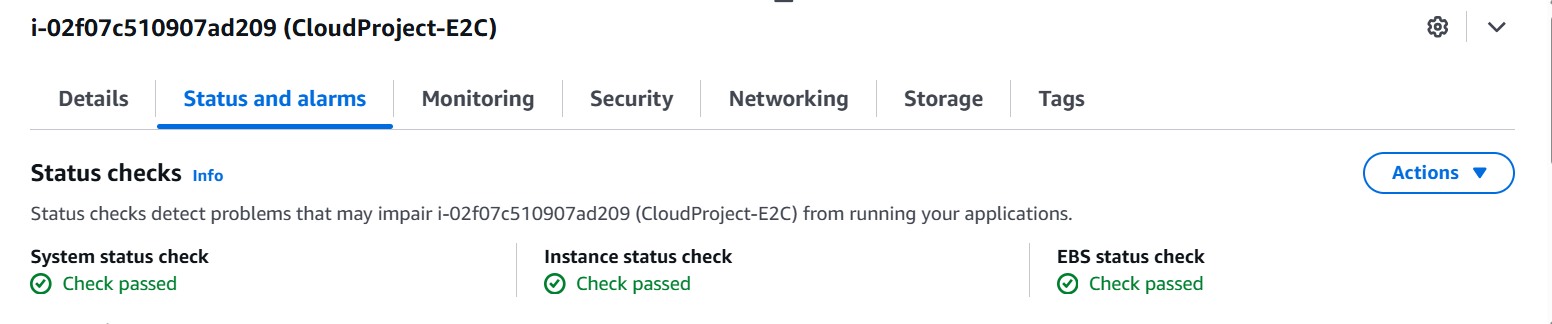 i-02f07c510907ad209 (CloudProject-E2C)
Details Status and alarms Monitoring Security Networking Storage Tags
Status checks Info
Actions
Status checks detect problems that may impair i-02f07c510907ad209 (CloudProject-E2C) from running your applications.
System status check Instance status check EBS status check
Check passed Check passed Check passed